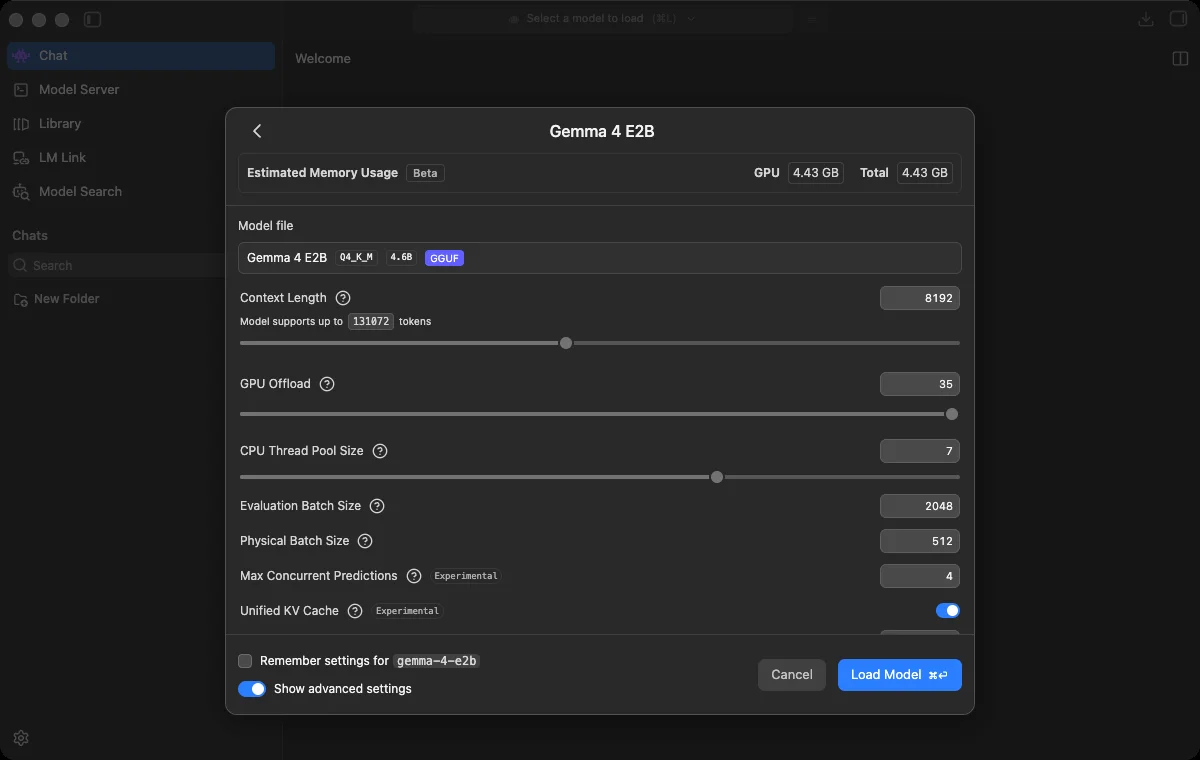 Select a model to load (⌘L)
Chat
Model Server
Library
LM Link
Model Search
Chats
Search
New Folder
Welcome
Gemma 4 E2B
Estimated Memory Usage Beta GPU 4.43 GB Total 4.43 GB
Model file
Gemma 4 E2B Q4_K_M 4.6B GGUF
Context Length ? 8192
Model supports up to 131072 tokens
GPU Offload ? 35
CPU Thread Pool Size ? 7
Evaluation Batch Size ? 2048
Physical Batch Size ? 512
Max Concurrent Predictions ? Experimental 4
Unified KV Cache ? Experimental
Remember settings for gemma-4-e2b
Show advanced settings
Cancel
Load Model ⌘⏎